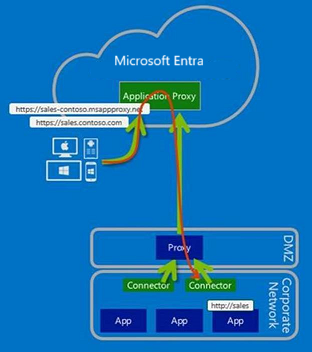 Microsoft Entra
Application Proxy
https://sales-contoso.msappproxy.net
https://sales.contoso.com
Proxy
DMZ
Connector
Connector
http://sales
App
App
App
Corporate
Network